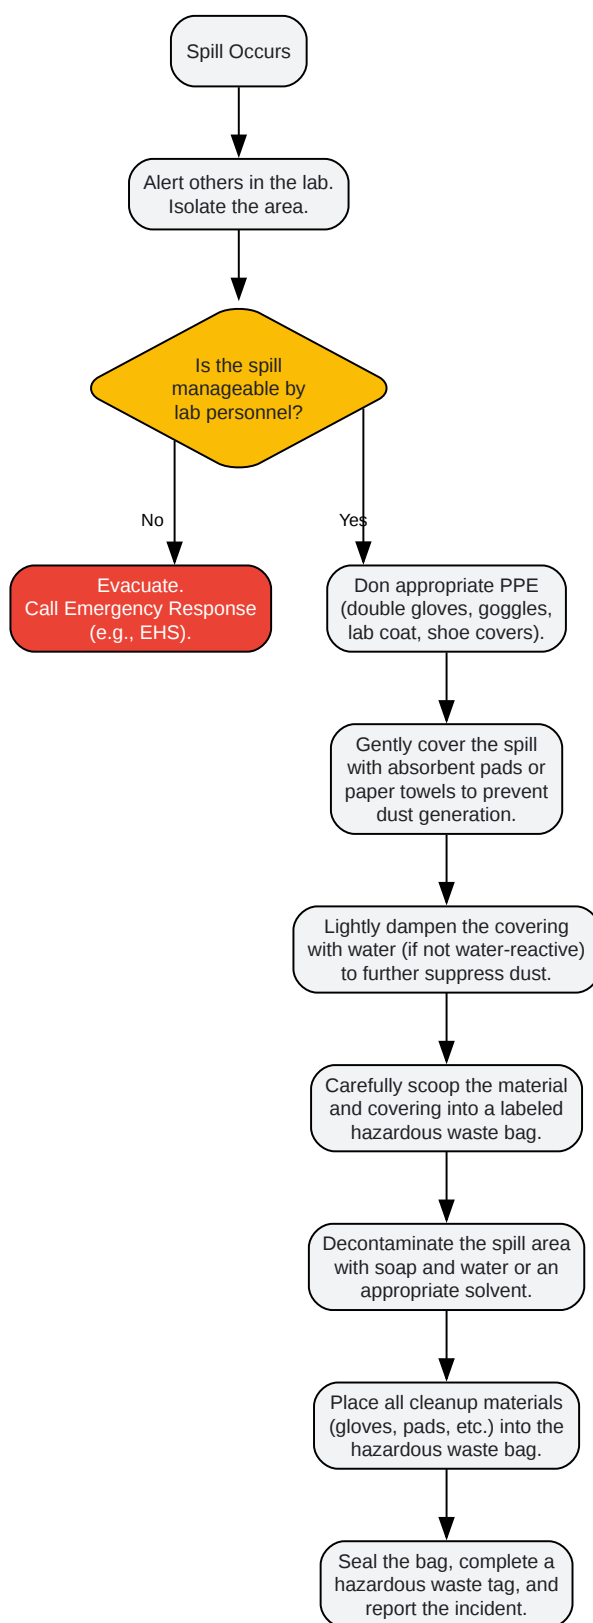 Spill Occurs
Alert others in the lab.
Isolate the area.
Is the spill
manageable by
lab personnel?
No
Yes
Evacuate.
Call Emergency Response
(e.g., EHS).
Don appropriate PPE
(double gloves, goggles,
lab coat, shoe covers).
Gently cover the spill
with absorbent pads or
paper towels to prevent
dust generation.
Lightly dampen the covering
with water (if not water-reactive)
to further suppress dust.
Carefully scoop the material
and covering into a labeled
hazardous waste bag.
Decontaminate the spill area
with soap and water or an
appropriate solvent.
Place all cleanup materials
(gloves, pads, etc.) into the
hazardous waste bag.
Seal the bag, complete a
hazardous waste tag, and
report the incident.